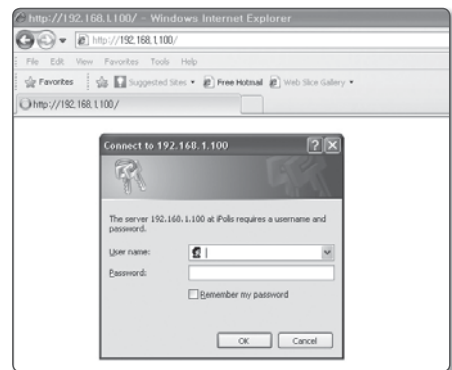 http://192.168.1.100/ - Windows Internet Explorer
http://192.168.1.100/
File Edit View Favorites Tools Help
Favorites Suggested Sites Free Hotmail Web Slice Gallery
http://192.168.1.100/
Connect to 192.168.1.100
The server 192.160.1.100 at iPolis requires a username and
password.
User name:
Password:
Remember my password
OK Cancel